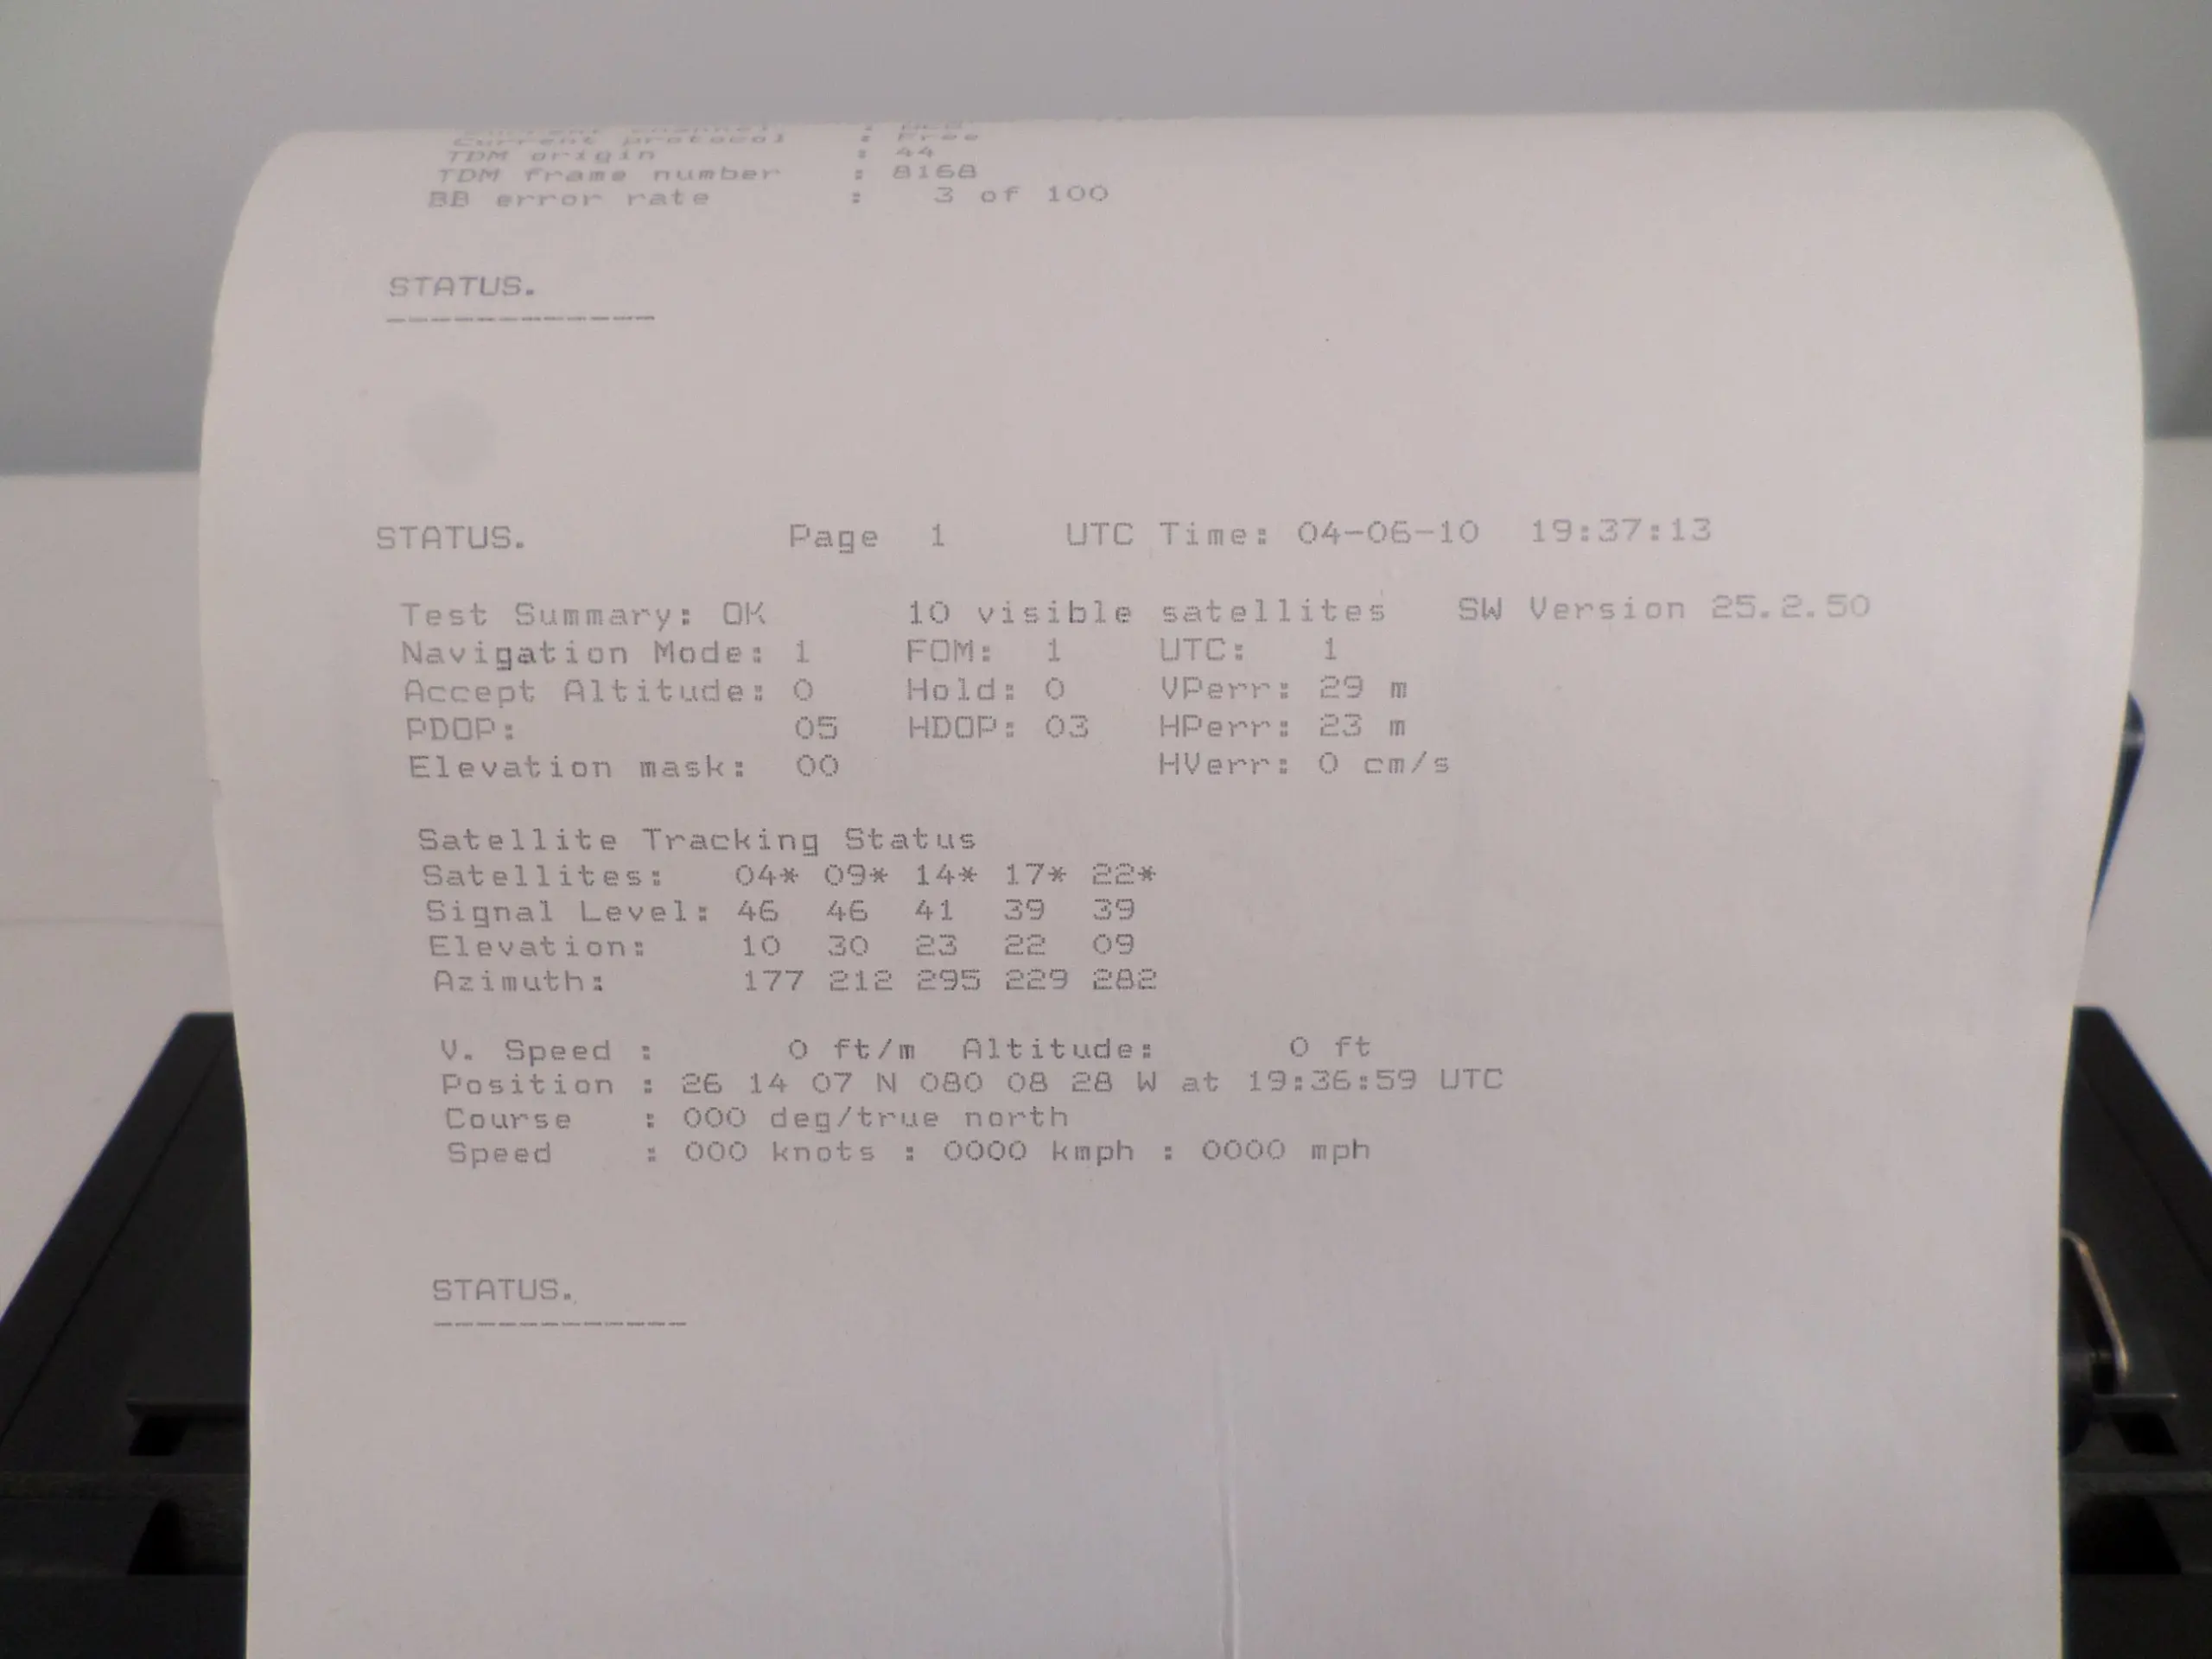 Current protocol : Free
TDM origin : 44
TDM frame number : 8168
BB error rate : 3 of 100
STATUS.
------------
STATUS. Page 1 UTC Time: 04-06-10 19:37:13
Test Summary: OK 10 visible satellites SW Version 25.2.50
Navigation Mode: 1 FOM: 1 UTC: 1
Accept Altitude: 0 Hold: 0 VPerr: 29 m
PDOP: 05 HDOP: 03 HPerr: 23 m
Elevation mask: 00 HVerr: 0 cm/s
Satellite Tracking Status
Satellites: 04* 09* 14* 17* 22*
Signal Level: 46 46 41 39 39
Elevation: 10 30 23 22 09
Azimuth: 177 212 295 229 282
V. Speed : 0 ft/m Altitude: 0 ft
Position : 26 14 07 N 080 08 28 W at 19:36:59 UTC
Course : 000 deg/true north
Speed : 000 knots : 0000 kmph : 0000 mph
STATUS.
------------